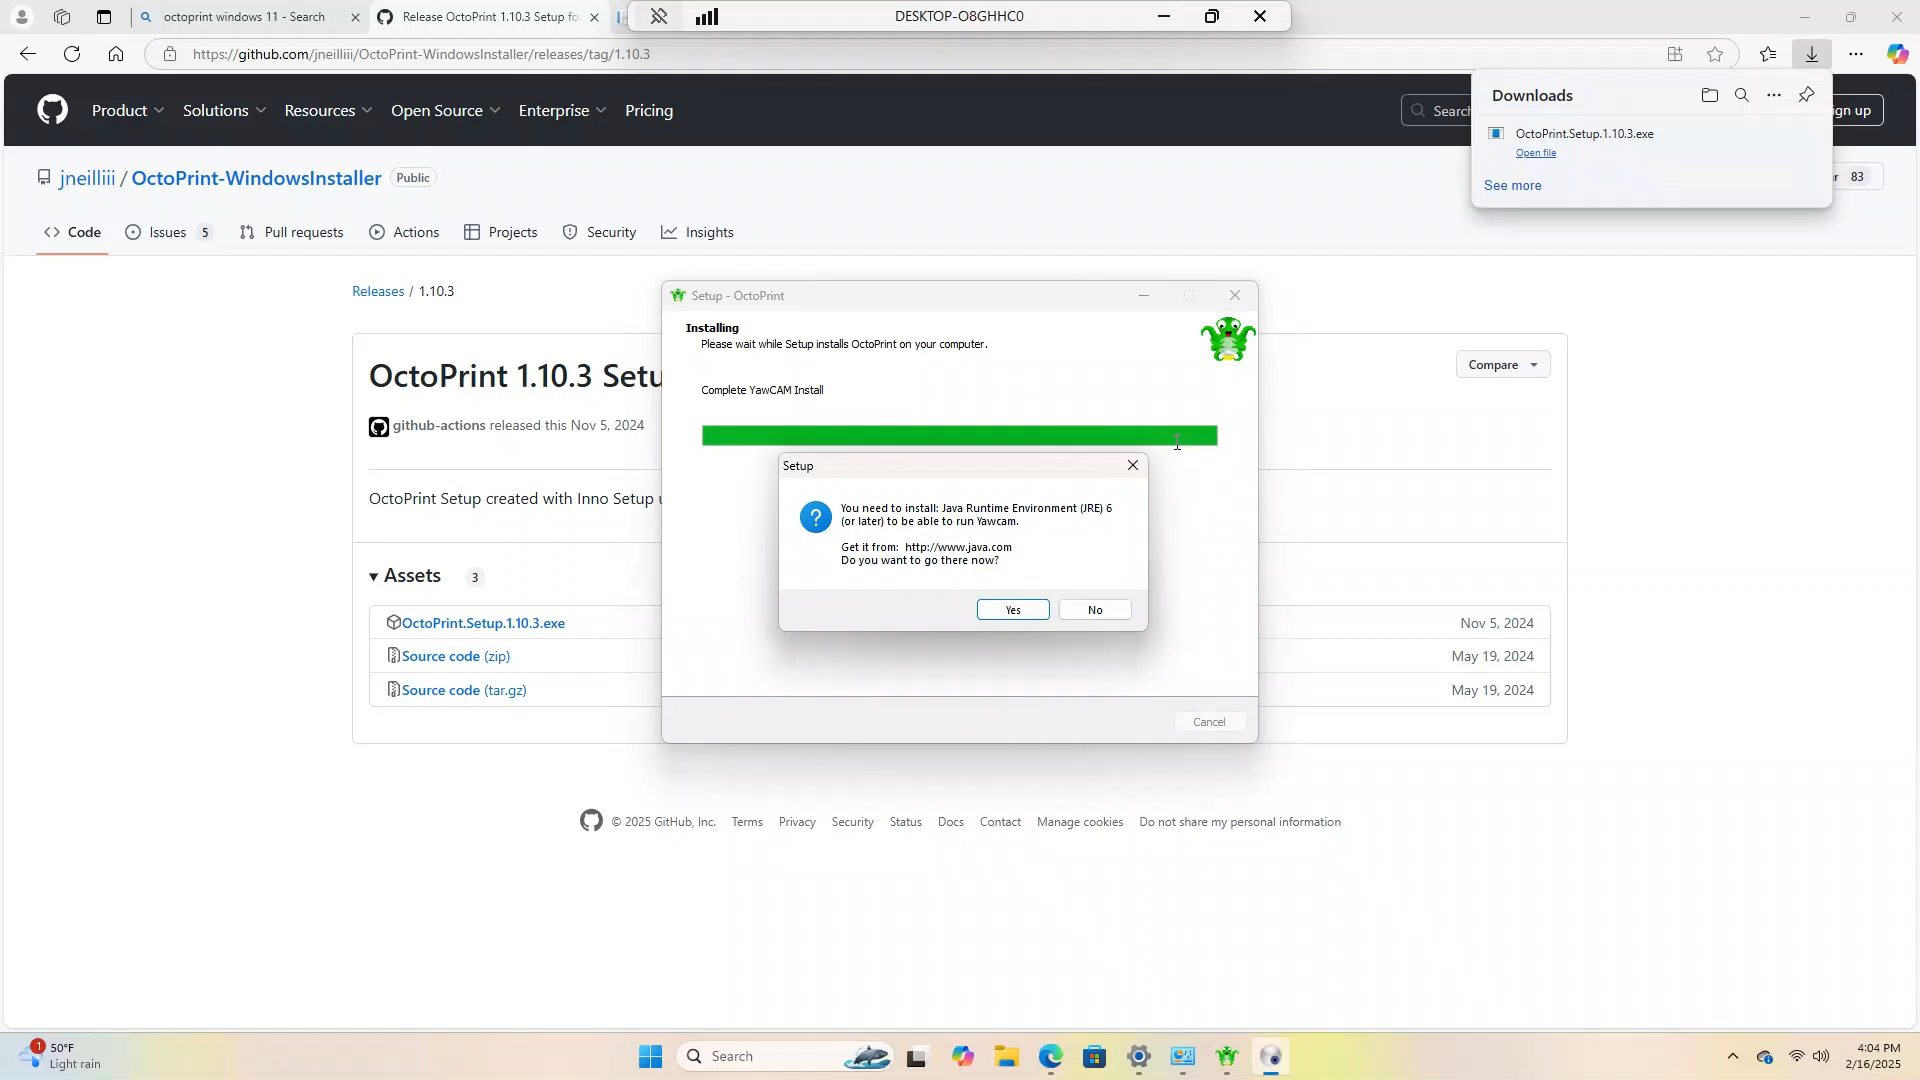 octoprint windows 11 - Search
Release OctoPrint 1.10.3 Setup fo
DESKTOP-O8GHHC0
https://github.com/jneilliii/OctoPrint-WindowsInstaller/releases/tag/1.10.3
Product
Solutions
Resources
Open Source
Enterprise
Pricing
Search
ign up
Downloads
OctoPrint.Setup.1.10.3.exe
Open file
See more
jneilliii / OctoPrint-WindowsInstaller
Public
r 83
Code
Issues 5
Pull requests
Actions
Projects
Security
Insights
Releases / 1.10.3
OctoPrint 1.10.3 Setu
Compare
github-actions released this Nov 5, 2024
OctoPrint Setup created with Inno Setup
Assets 3
OctoPrint.Setup.1.10.3.exe
Nov 5, 2024
Source code (zip)
May 19, 2024
Source code (tar.gz)
May 19, 2024
Setup - OctoPrint
Installing
Please wait while Setup installs OctoPrint on your computer.
Complete YawCAM Install
Setup
You need to install: Java Runtime Environment (JRE) 6
(or later) to be able to run Yawcam.
Get it from: http://www.java.com
Do you want to go there now?
Yes
No
Cancel
© 2025 GitHub, Inc.
Terms
Privacy
Security
Status
Docs
Contact
Manage cookies
Do not share my personal information
1
50°F
Light rain
Search
4:04 PM
2/16/2025